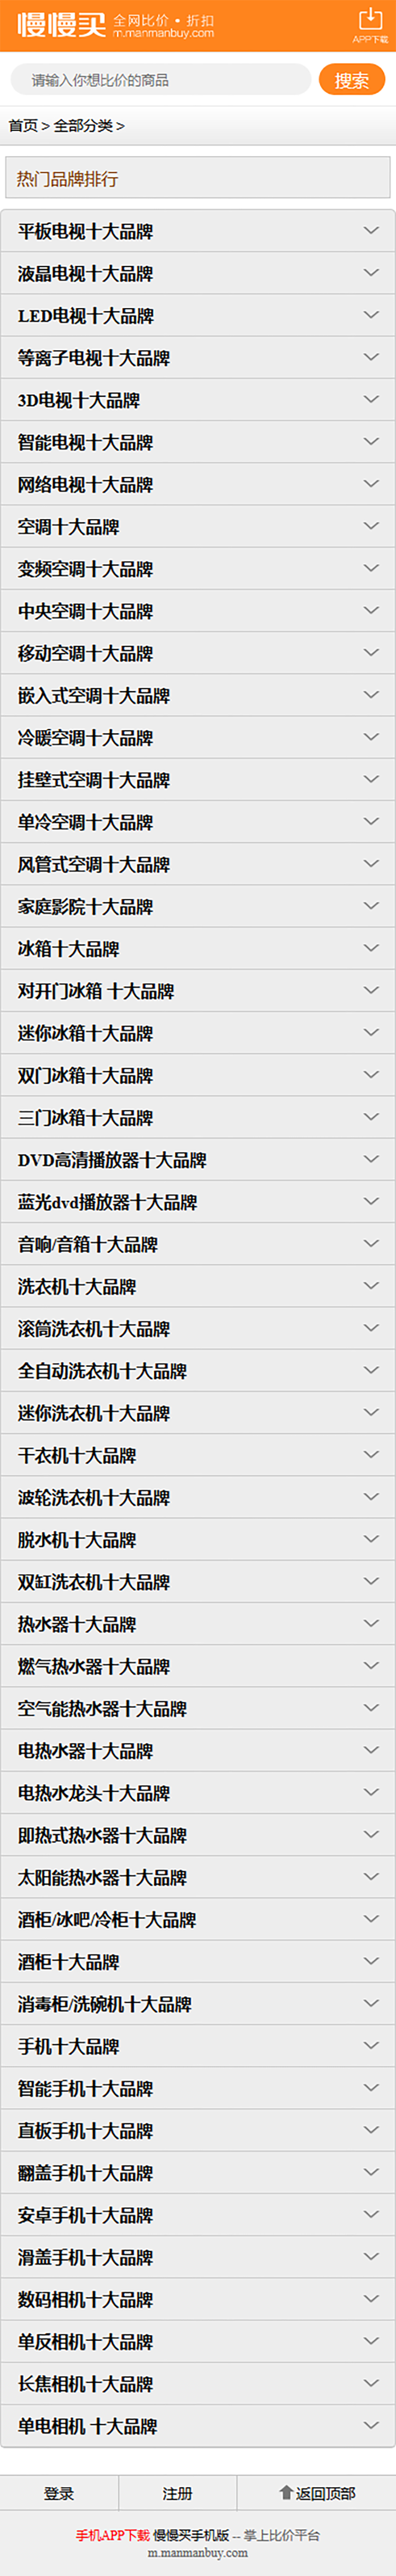 慢慢买 全网比价·折扣
m.manmanbuy.com
APP下载
请输入你想比价的商品 搜索
首页 > 全部分类 >
热门品牌排行
平板电视十大品牌
液晶电视十大品牌
LED电视十大品牌
等离子电视十大品牌
3D电视十大品牌
智能电视十大品牌
网络电视十大品牌
空调十大品牌
变频空调十大品牌
中央空调十大品牌
移动空调十大品牌
嵌入式空调十大品牌
冷暖空调十大品牌
挂壁式空调十大品牌
单冷空调十大品牌
风管式空调十大品牌
家庭影院十大品牌
冰箱十大品牌
对开门冰箱 十大品牌
迷你冰箱十大品牌
双门冰箱十大品牌
三门冰箱十大品牌
DVD高清播放器十大品牌
蓝光dvd播放器十大品牌
音响/音箱十大品牌
洗衣机十大品牌
滚筒洗衣机十大品牌
全自动洗衣机十大品牌
迷你洗衣机十大品牌
干衣机十大品牌
波轮洗衣机十大品牌
脱水机十大品牌
双缸洗衣机十大品牌
热水器十大品牌
燃气热水器十大品牌
空气能热水器十大品牌
电热水器十大品牌
电热水龙头十大品牌
即热式热水器十大品牌
太阳能热水器十大品牌
酒柜/冰吧/冷柜十大品牌
酒柜十大品牌
消毒柜/洗碗机十大品牌
手机十大品牌
智能手机十大品牌
直板手机十大品牌
翻盖手机十大品牌
安卓手机十大品牌
滑盖手机十大品牌
数码相机十大品牌
单反相机十大品牌
长焦相机十大品牌
单电相机 十大品牌
登录 注册 返回顶部
手机APP下载 慢慢买手机版 -- 掌上比价平台
m.manmanbuy.com